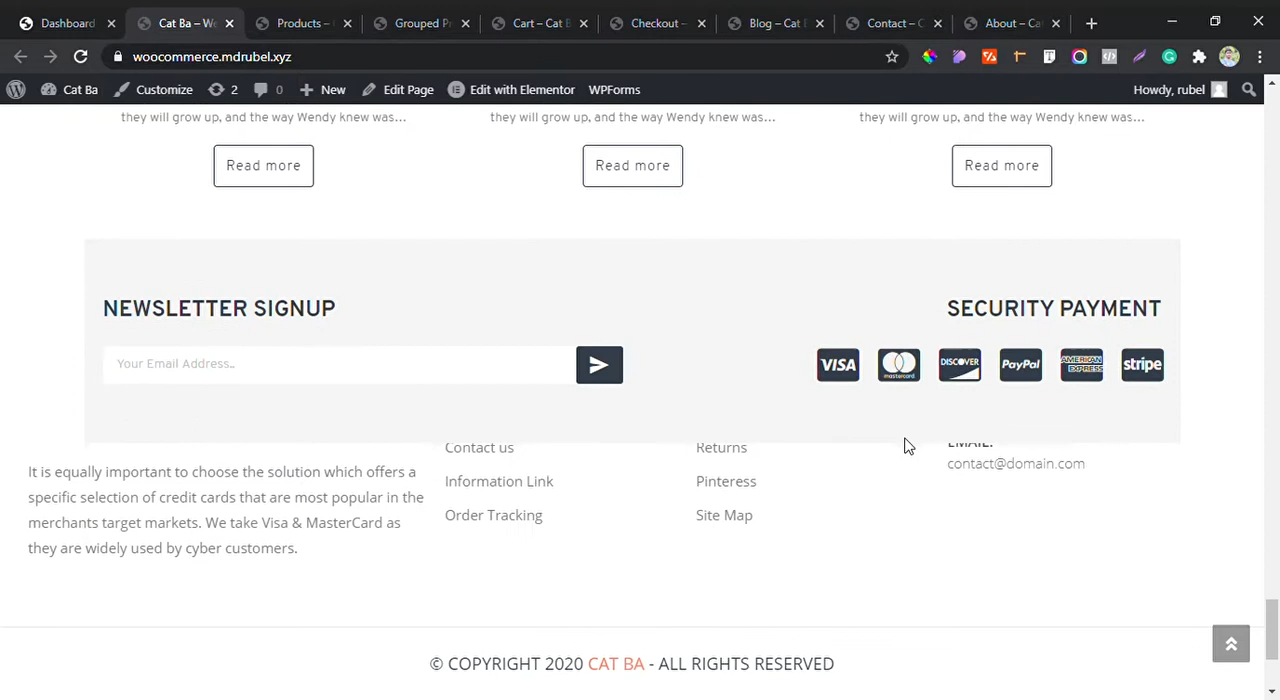 Dashboard
Cat Ba – Wo
Products –
Grouped Pr
Cart – Cat B
Checkout –
Blog – Cat
Contact – C
About – Ca
woocommerce.mdrubel.xyz
Cat Ba Customize 2 0 New Edit Page Edit with Elementor WPForms Howdy, rubel
they will grow up, and the way Wendy knew was...
they will grow up, and the way Wendy knew was...
they will grow up, and the way Wendy knew was...
Read more
Read more
Read more
NEWSLETTER SIGNUP
Your Email Address..
SECURITY PAYMENT
VISA
mastercard
DISCOVER
PayPal
AMERICAN
EXPRESS
stripe
It is equally important to choose the solution which offers a
specific selection of credit cards that are most popular in the
merchants target markets. We take Visa & MasterCard as
they are widely used by cyber customers.
Contact us
Information Link
Order Tracking
Returns
Pinteress
Site Map
EMAIL:
contact@domain.com
© COPYRIGHT 2020 CAT BA - ALL RIGHTS RESERVED